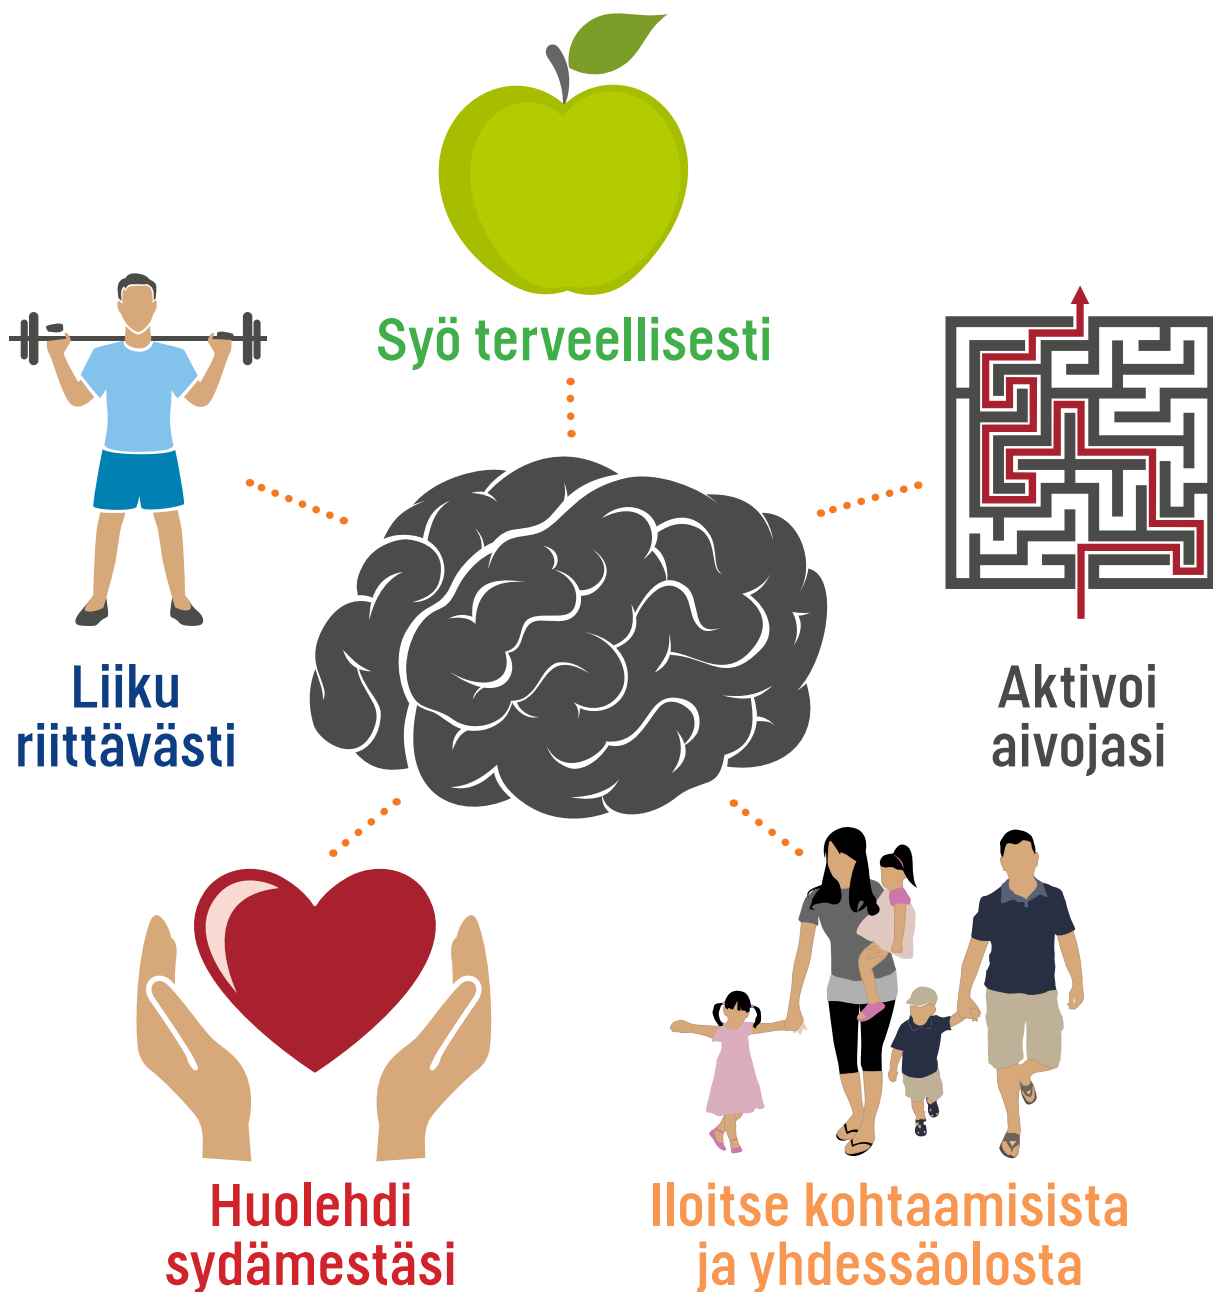 Syö terveellisesti
Liiku
riittävästi
Aktivoi
aivojasi
Huolehdi
sydämestäsi
Iloitse kohtaamisista
ja yhdessäolosta